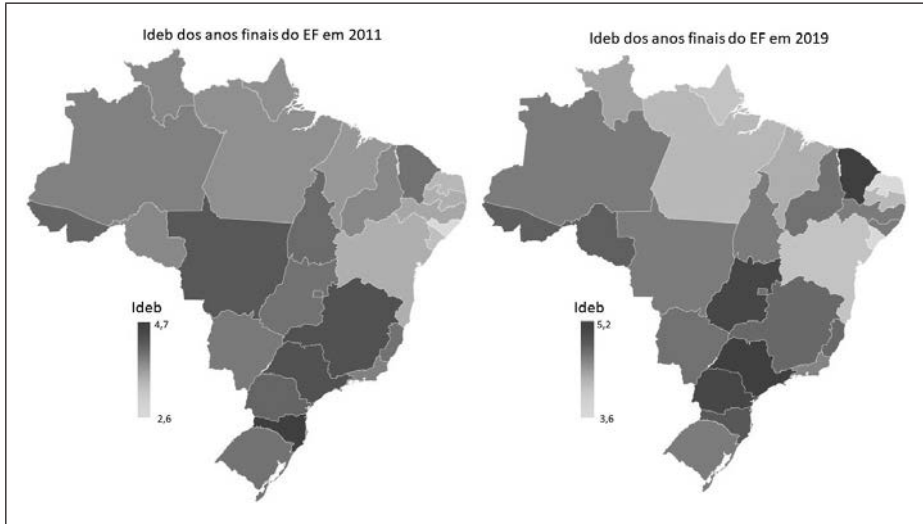 Ideb dos anos finais do EF em 2011
Ideb
4,7
2,6
Ideb dos anos finais do EF em 2019
Ideb
5,2
3,6